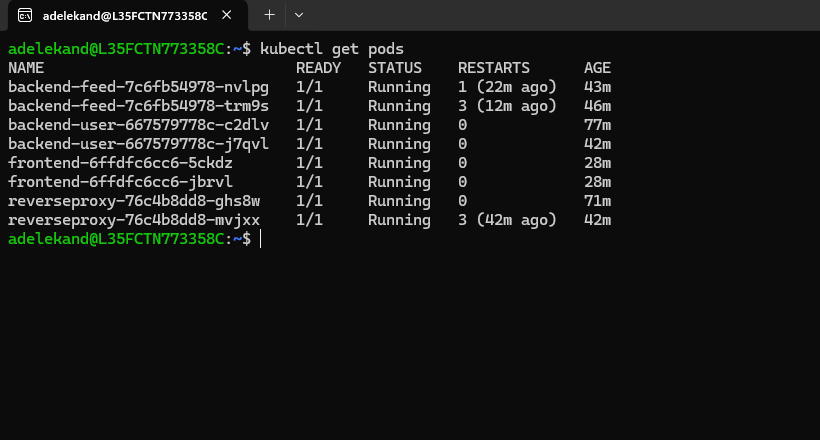 adelekand@L35FCTN773358C
adelekand@L35FCTN773358C:~$ kubectl get pods
NAME                            READY   STATUS    RESTARTS      AGE
backend-feed-7c6fb54978-nvlpg   1/1     Running   1 (22m ago)   43m
backend-feed-7c6fb54978-trm9s   1/1     Running   3 (12m ago)   46m
backend-user-667579778c-c2dlv   1/1     Running   0             77m
backend-user-667579778c-j7qvl   1/1     Running   0             42m
frontend-6ffdfc6cc6-5ckdz       1/1     Running   0             28m
frontend-6ffdfc6cc6-jbrvl       1/1     Running   0             28m
reverseproxy-76c4b8dd8-ghs8w    1/1     Running   0             71m
reverseproxy-76c4b8dd8-mvjxx    1/1     Running   3 (42m ago)   42m
adelekand@L35FCTN773358C:~$